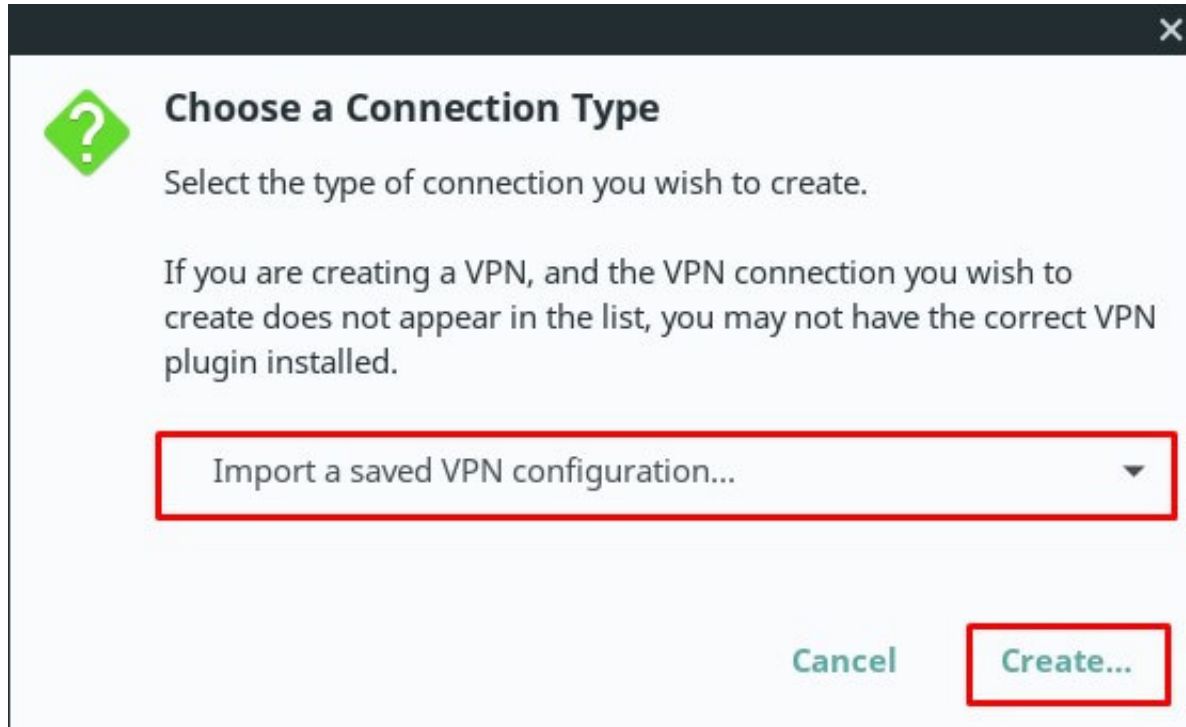 Choose a Connection Type
Select the type of connection you wish to create.
If you are creating a VPN, and the VPN connection you wish to
create does not appear in the list, you may not have the correct VPN
plugin installed.
Import a saved VPN configuration...
Cancel
Create...